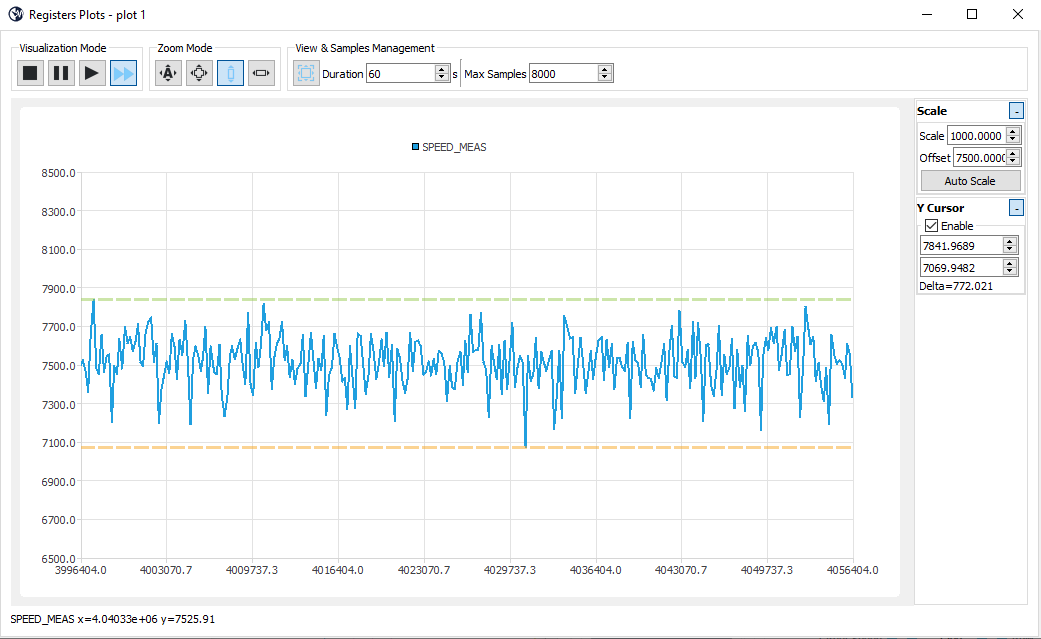 Registers Plots - plot 1
Visualization Mode
Zoom Mode
View & Samples Management
A
Duration 60 s Max Samples 8000
SPEED_MEAS
8500.0
8300.0
8100.0
7900.0
7700.0
7500.0
7300.0
7100.0
6900.0
6700.0
6500.0
3996404.0 4003070.7 4009737.3 4016404.0 4023070.7 4029737.3 4036404.0 4043070.7 4049737.3 4056404.0
Scale -
Scale 1000.0000
Offset 7500.0000
Auto Scale
Y Cursor -
Enable
7841.9689
7069.9482
Delta=772.021
SPEED_MEAS x=4.04033e+06 y=7525.91